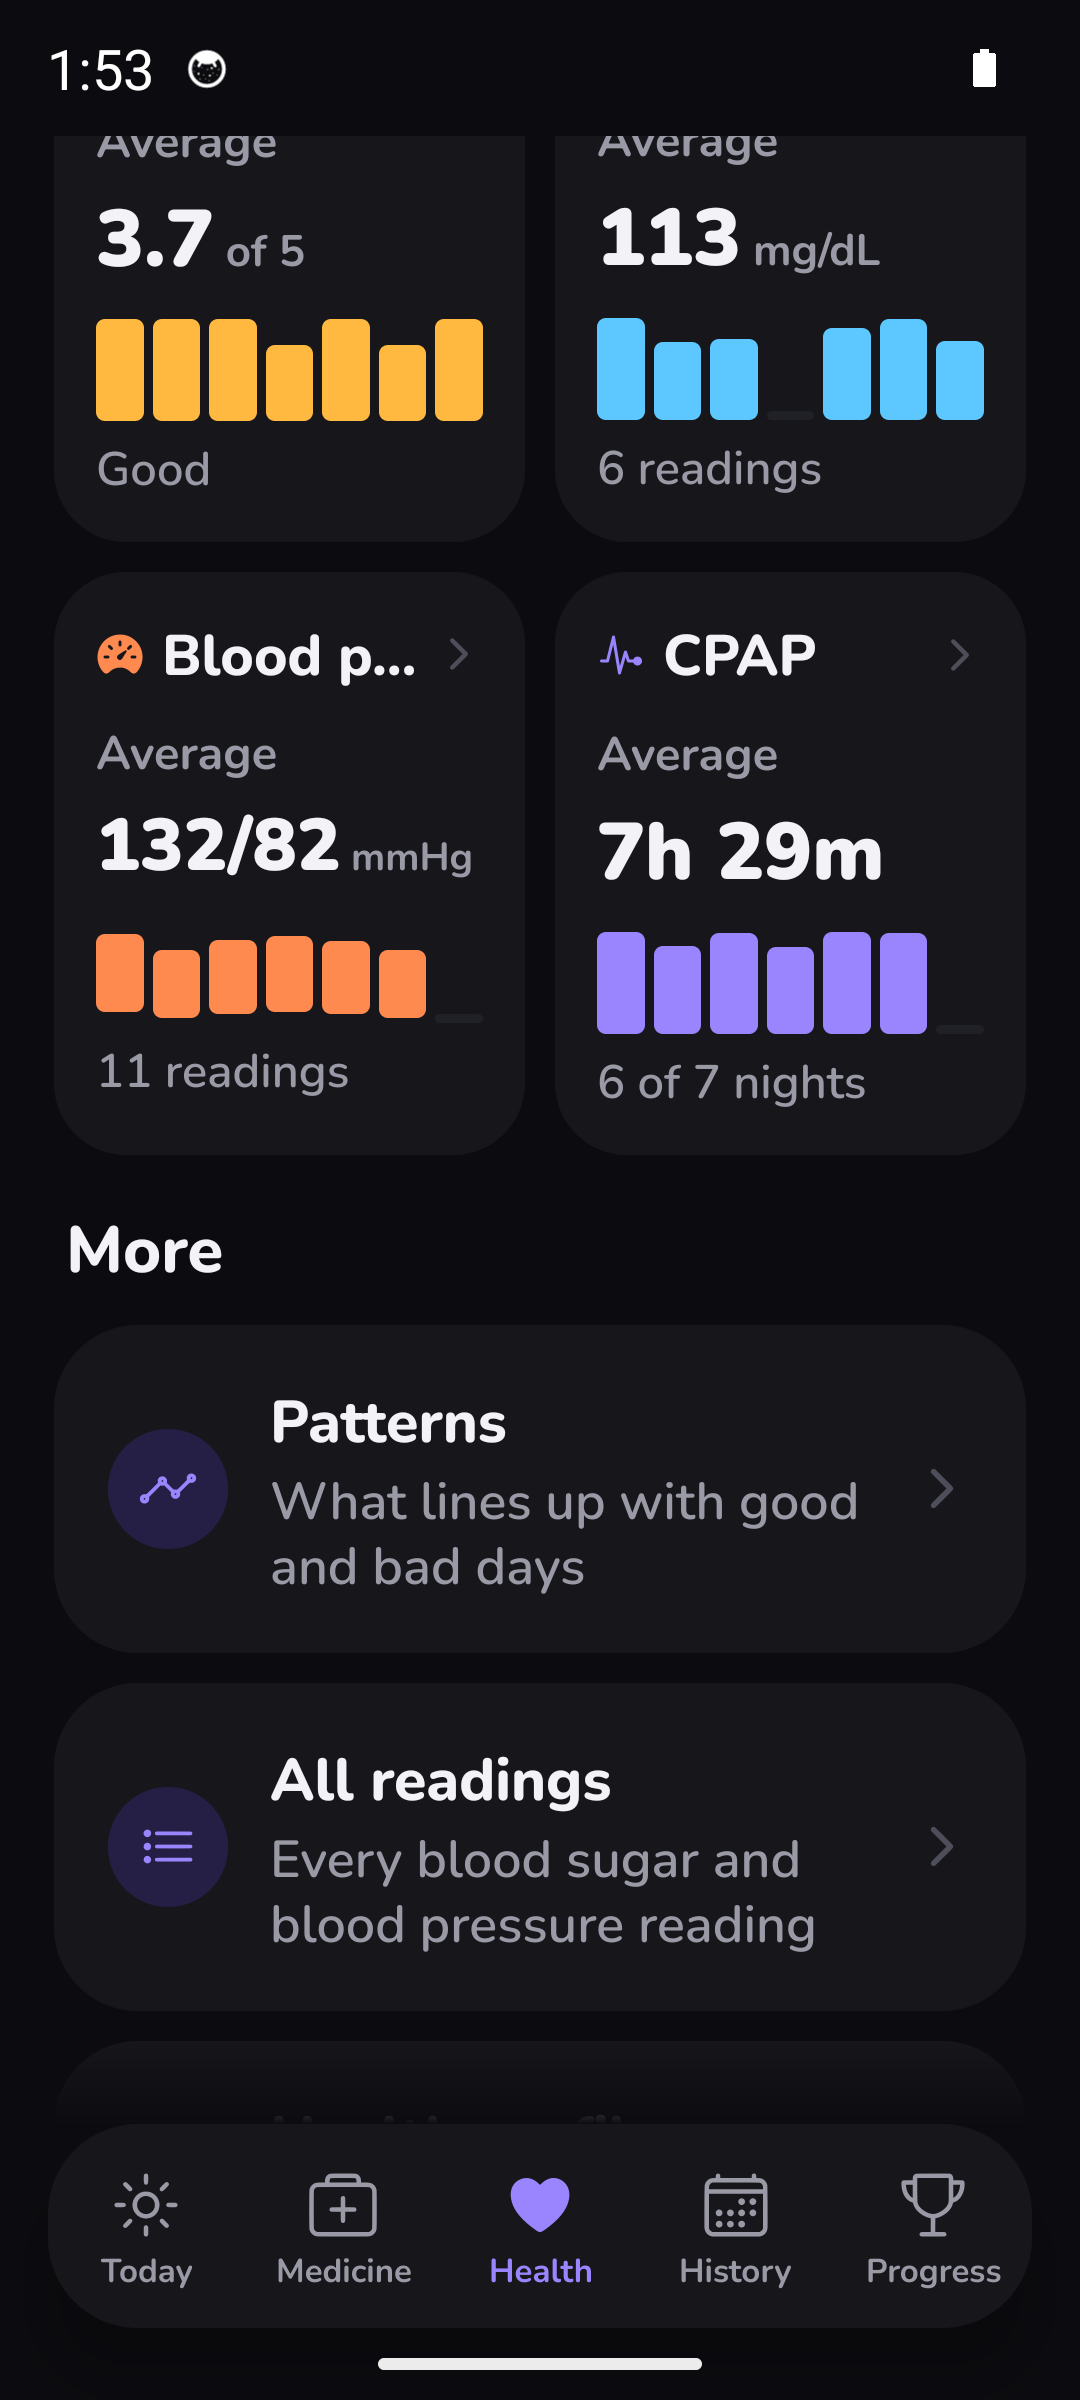 1:53
Average
3.7 of 5
Good
Average
113 mg/dL
6 readings
Blood p...
Average
132/82 mmHg
11 readings
CPAP
Average
7h 29m
6 of 7 nights
More
Patterns
What lines up with good
and bad days
All readings
Every blood sugar and
blood pressure reading
Today
Medicine
Health
History
Progress